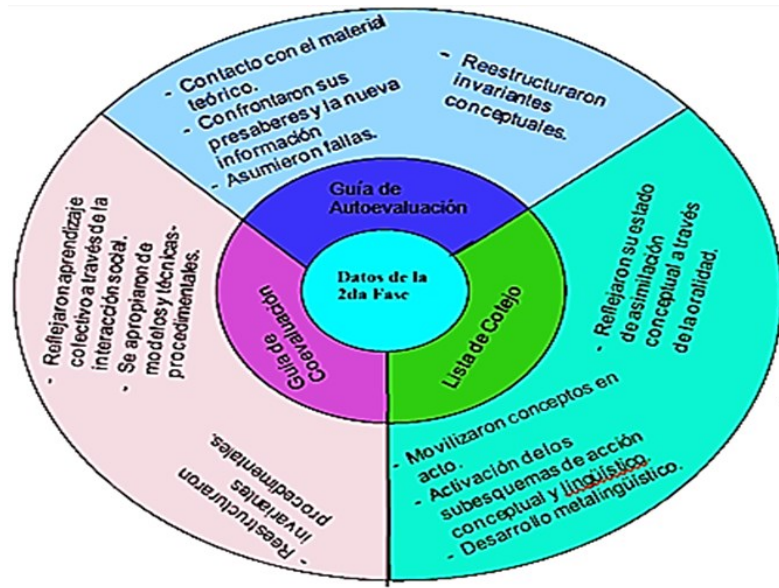 - Contacto con el material
teórico.
- Confrontaron sus
presaberes y la nueva
información
- Asumieron fallas.
- Reestructuraron
invariantes
conceptuales.
Guía de
Autoevaluación
Datos de la
2da Fase
Guía de
Coevaluación
Lista de Cotejo
- Reflejaron su estado
de asimilación
conceptual a través
de la oralidad.
- Movilizaron conceptos en
acto.
- Activación de los
subesquemas de acción
conceptual y lingüístico.
- Desarrollo metalingüístico.
- Reflejaron aprendizaje
colectivo a través de la
interacción social.
- Se apropiaron de
modelos y técnicas-
procedimentales.
- Reestructuraron
invariantes
procedimentales.